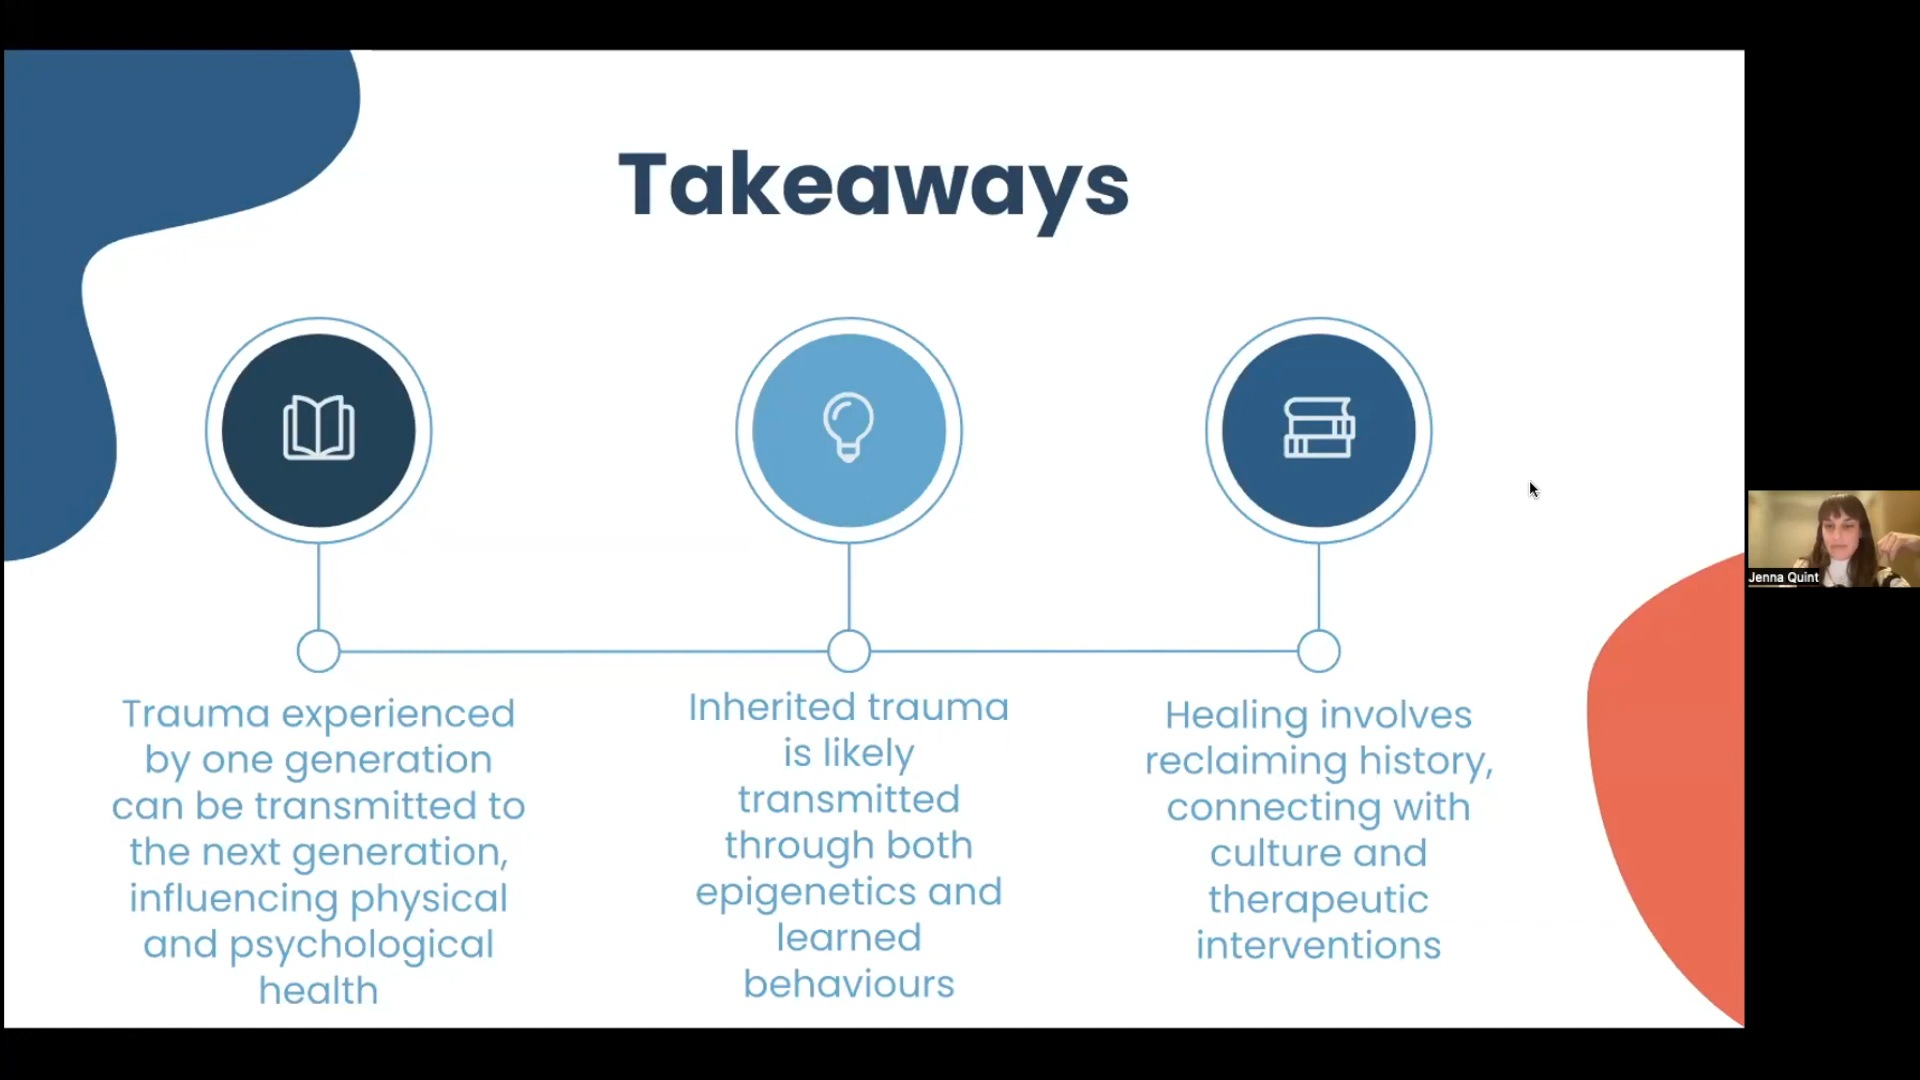 Takeaways
Trauma experienced
by one generation
can be transmitted to
the next generation,
influencing physical
and psychological
health
Inherited trauma
is likely
transmitted
through both
epigenetics and
learned
behaviours
Healing involves
reclaiming history,
connecting with
culture and
therapeutic
interventions
Jenna Quint